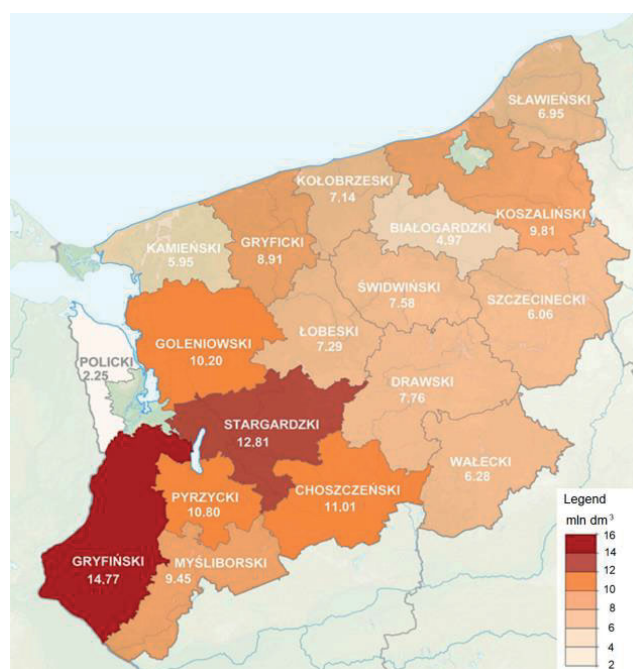 SŁAWIEŃSKI
6.95
KOŁOBRZESKI
7.14
KOSZALIŃSKI
9.81
BIAŁOGARDZKI
4.97
KAMIEŃSKI
5.95
GRYFICKI
8.91
ŚWIDWIŃSKI
7.58
SZCZECINECKI
6.06
GOLENIOWSKI
10.20
ŁOBESKI
7.29
POLICKI
2.25
DRAWSKI
7.76
STARGARDZKI
12.81
WAŁECKI
6.28
PYRZYCKI
10.80
CHOSZCZEŃSKI
11.01
GRYFIŃSKI
14.77
MYŚLIBORSKI
9.45
Legend
mln dm³
16
14
12
10
8
6
4
2